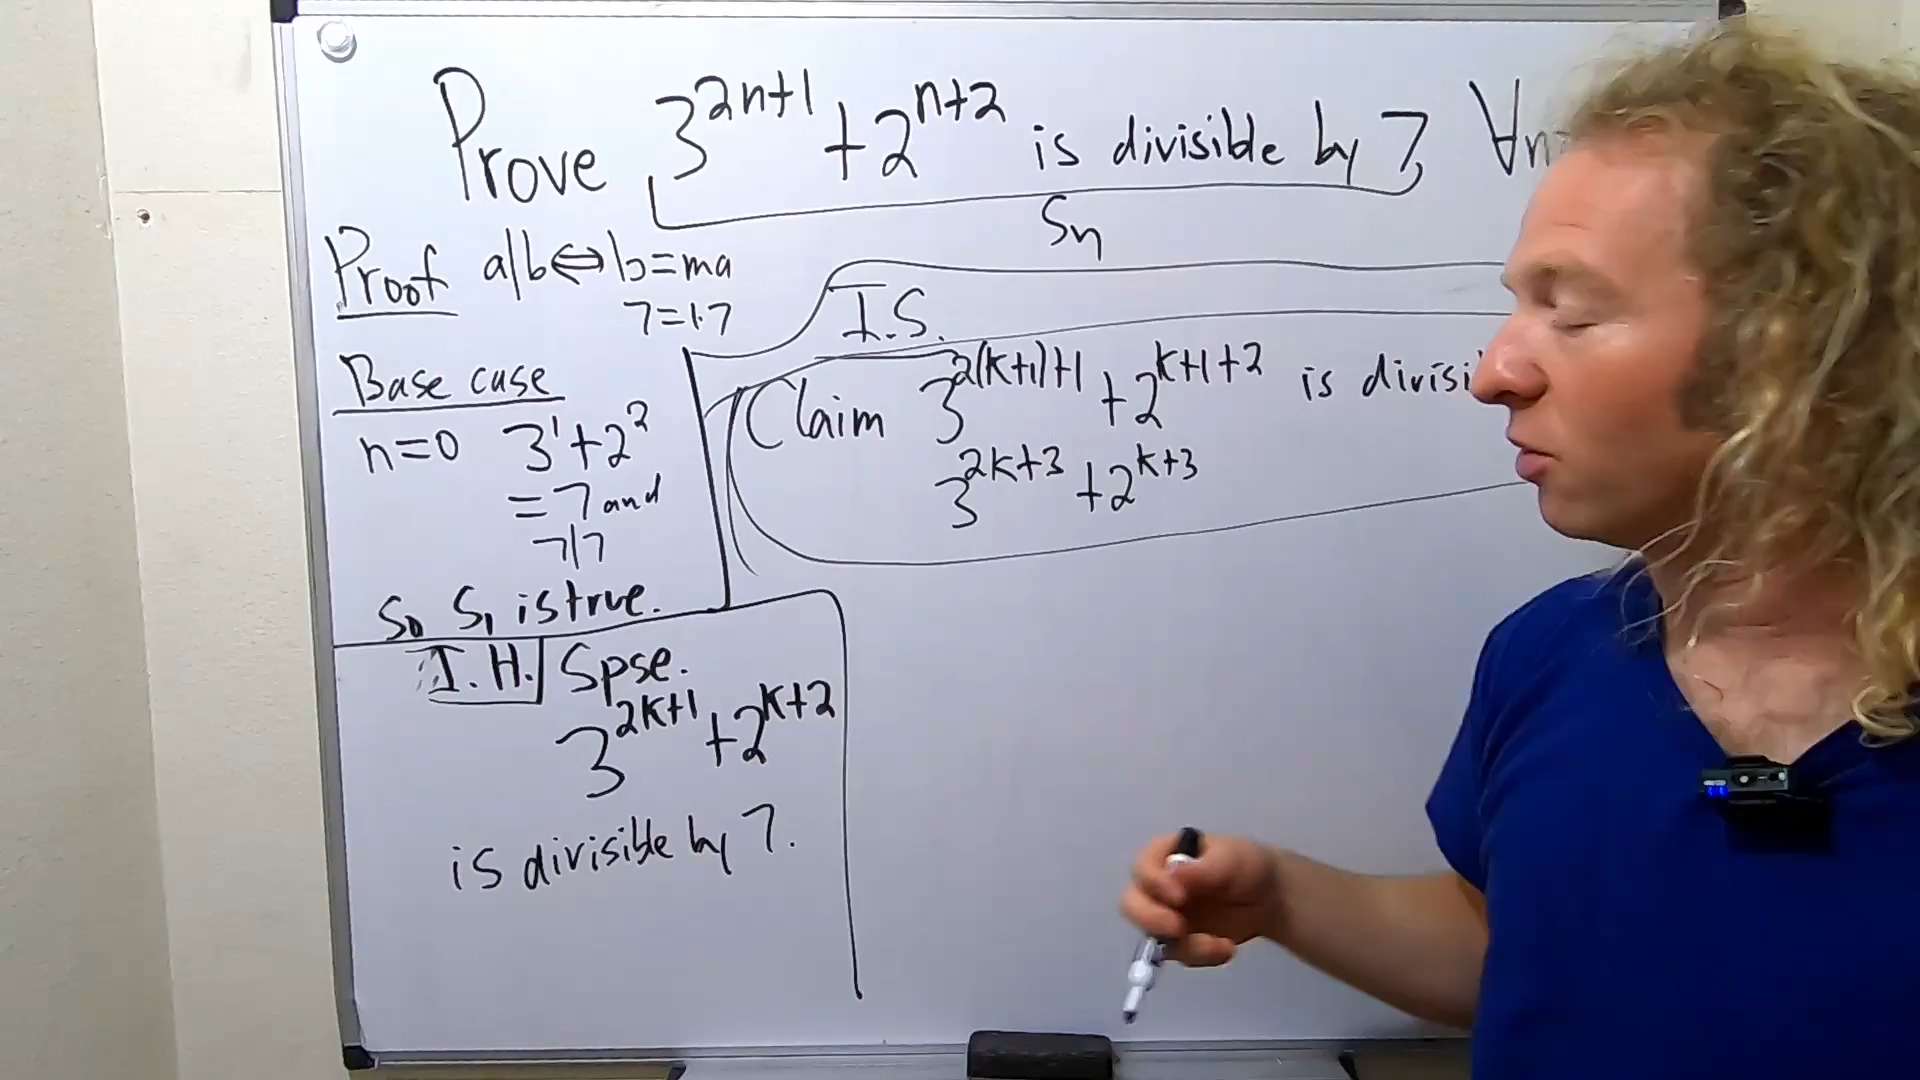 Prove 3^{2n+1} + 2^{n+2} is divisible by 7 ∀n
S_n
Proof a|b ⇔ b=ma
7=1·7
Base case
n=0 3^1+2^2
=7 and
7|7
So S_1 is true.
I.H. Spse.
3^{2k+1} + 2^{k+2}
is divisible by 7.
I.S.
Claim 3^{2(k+1)+1} + 2^{k+1+2} is divisi
3^{2k+3} + 2^{k+3}